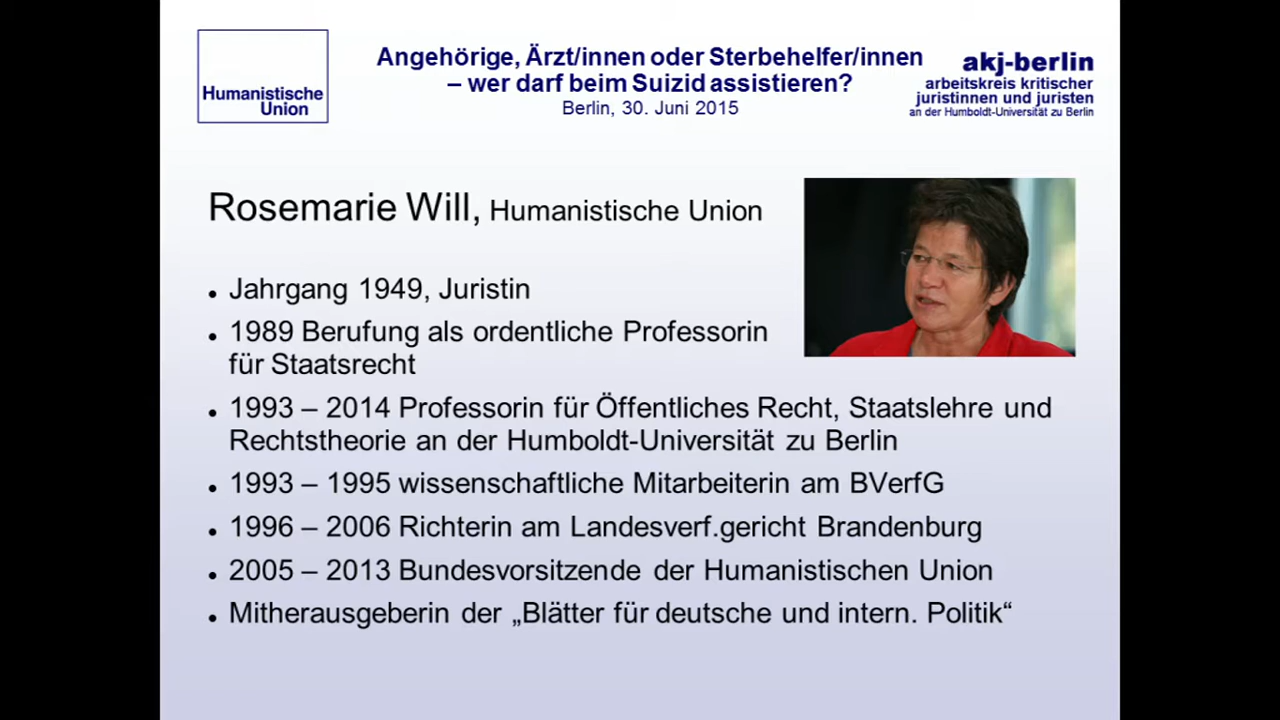 Humanistische
Union
Angehörige, Ärzt/innen oder Sterbehelfer/innen
– wer darf beim Suizid assistieren?
Berlin, 30. Juni 2015
akj-berlin
arbeitskreis kritischer
juristinnen und juristen
an der Humboldt-Universität zu Berlin
Rosemarie Will, Humanistische Union
• Jahrgang 1949, Juristin
• 1989 Berufung als ordentliche Professorin
für Staatsrecht
• 1993 – 2014 Professorin für Öffentliches Recht, Staatslehre und
Rechtstheorie an der Humboldt-Universität zu Berlin
• 1993 – 1995 wissenschaftliche Mitarbeiterin am BVerfG
• 1996 – 2006 Richterin am Landesverf.gericht Brandenburg
• 2005 – 2013 Bundesvorsitzende der Humanistischen Union
• Mitherausgeberin der „Blätter für deutsche und intern. Politik“